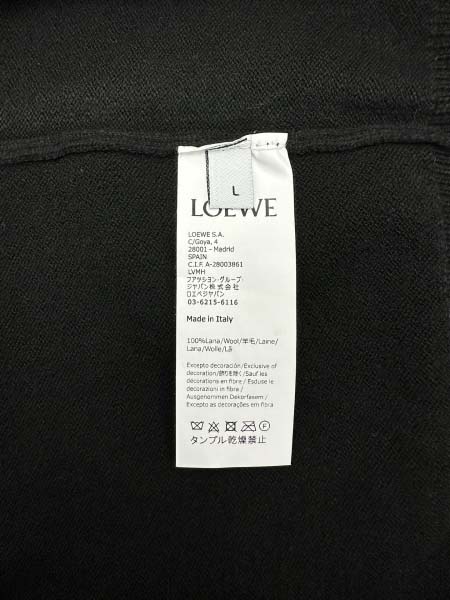 L
LOEWE
LOEWE S.A.
C/Goya, 4
28001 - Madrid
SPAIN
C.I.F. A-28003861
LVMH
ファッション・グループ・
ジャパン株式会社
ロエベジャパン
03-6215-6116
Made in Italy
100%Lana/Wool/羊毛/Laine/
Lana/Wolle/Lã
Excepto decoración/Exclusive of
decoration/飾りを除く/Sauf les
décorations en fibre / Esduse le
decorazioni in fibra /
Ausgenommen Dekorfasem /
Excepto as decorações em fibra
タンブル乾燥禁止